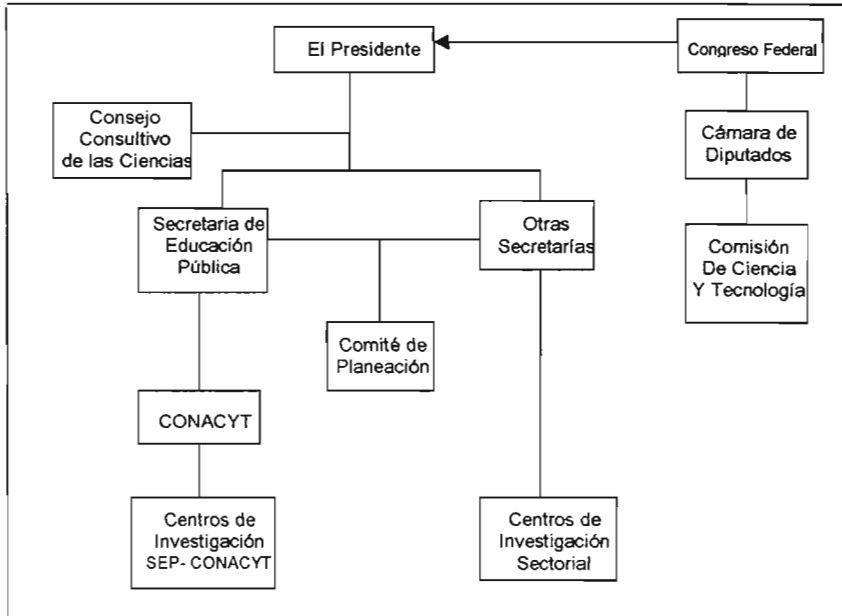 El Presidente
Congreso Federal
Consejo
Consultivo
de las Ciencias
Cámara de
Diputados
Secretaria de
Educación
Pública
Otras
Secretarías
Comisión
De Ciencia
Y Tecnología
Comité de
Planeación
CONACYT
Centros de
Investigación
SEP- CONACYT
Centros de
Investigación
Sectorial